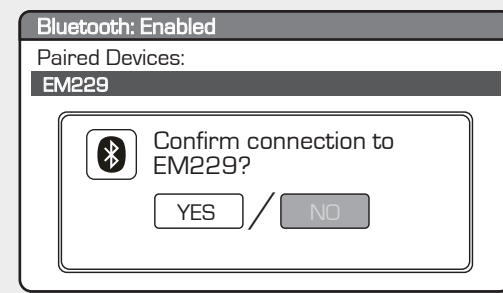 Bluetooth: Enabled
Paired Devices:
EM229
Confirm connection to
EM229?
YES / NO